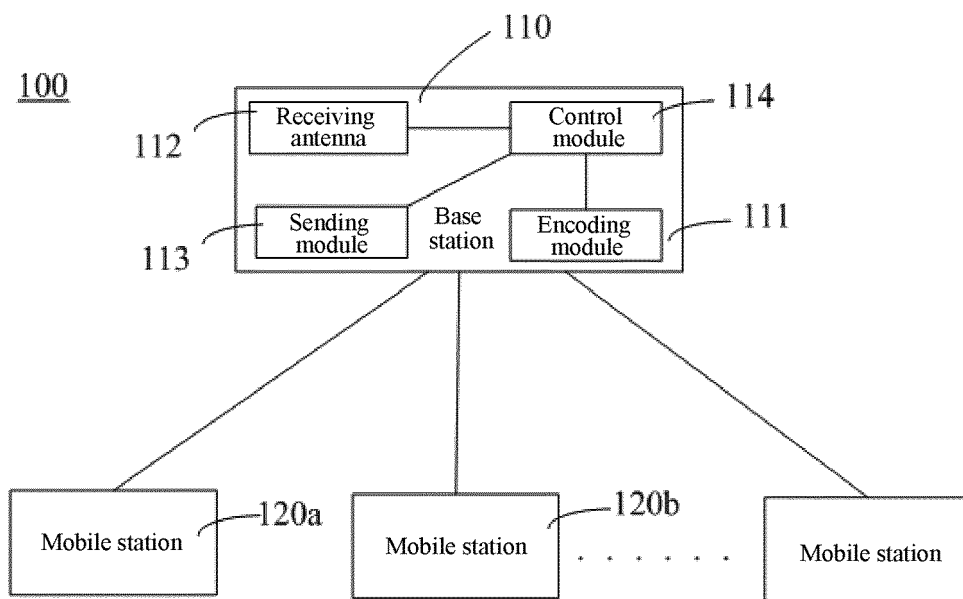 110
100
Receiving
antenna
Control
module
114
112
Sending
module
Base
station
Encoding
module
111
113
Mobile station
120a
Mobile station
120b
. . . . . .
Mobile station